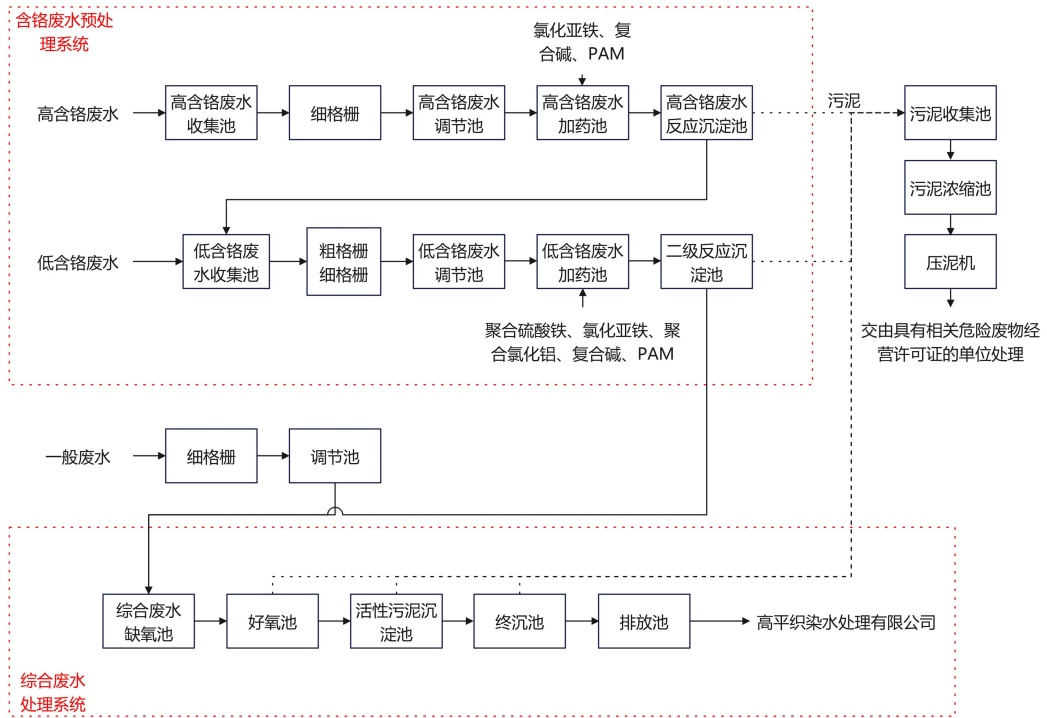 含铬废水预处
理系统
氯化亚铁、复
合碱、PAM
高含铬废水
高含铬废水
收集池
细格栅
高含铬废水
调节池
高含铬废水
加药池
高含铬废水
反应沉淀池
污泥
污泥收集池
污泥浓缩池
低含铬废水
低含铬废
水收集池
粗格栅
细格栅
低含铬废水
调节池
低含铬废水
加药池
二级反应沉
淀池
压泥机
聚合硫酸铁、氯化亚铁、聚
合氯化铝、复合碱、PAM
交由具有相关危险废物经
营许可证的单位处理
一般废水
细格栅
调节池
综合废水
缺氧池
好氧池
活性污泥沉
淀池
终沉池
排放池
高平织染水处理有限公司
综合废水
处理系统